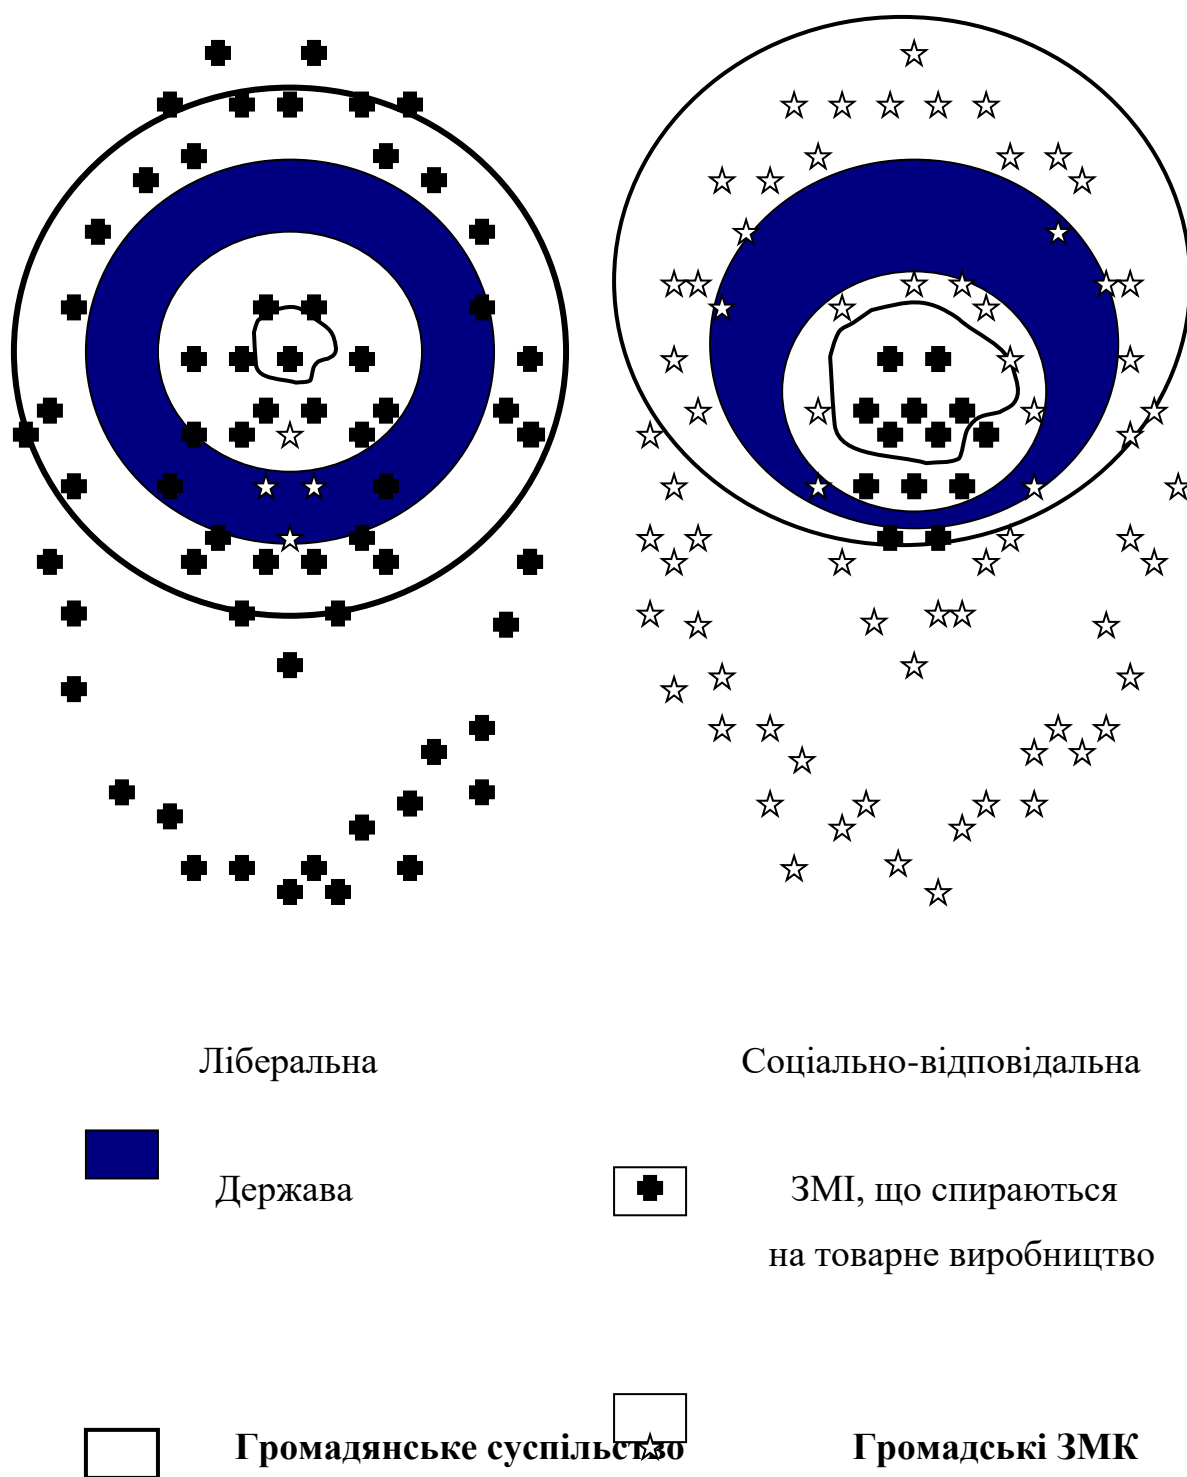 Ліберальна Соціально-відповідальна
Держава
ЗМІ, що спираються
на товарне виробництво
Громадянське суспільство Громадські ЗМК